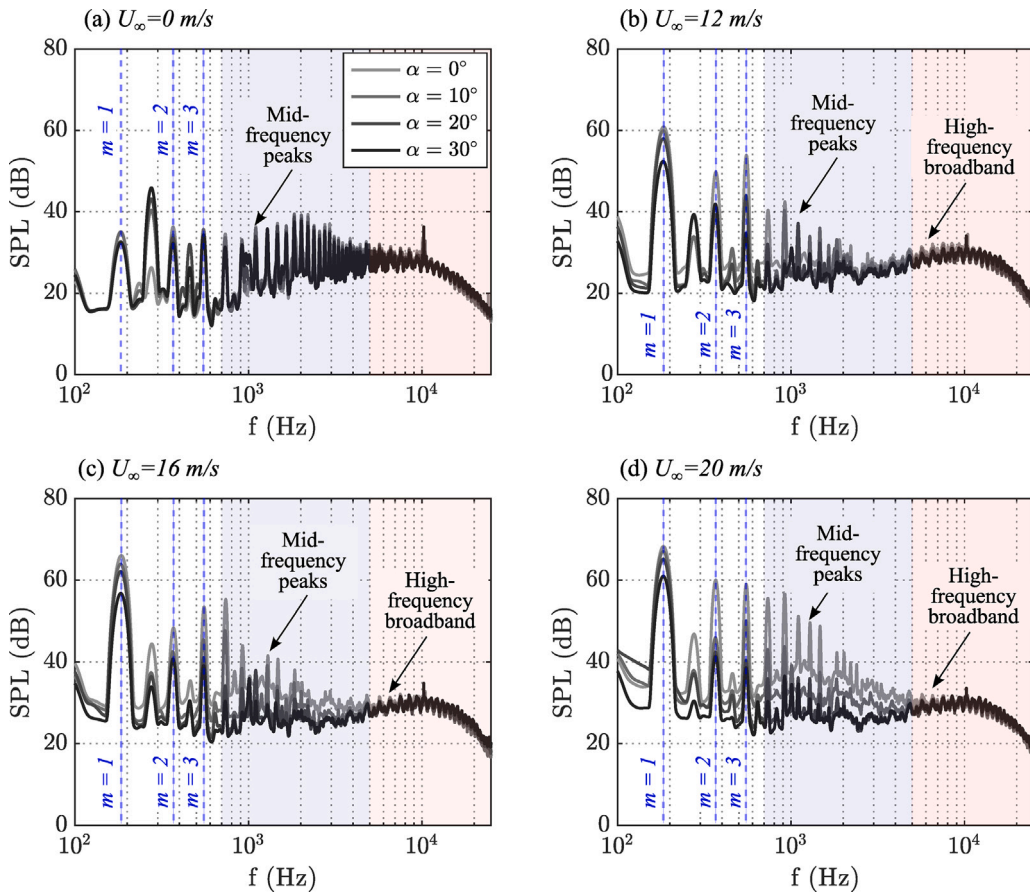 (a) U∞=0 m/s
80
60
40
20
0
SPL (dB)
m = 1
m = 2
m = 3
Mid-
frequency
peaks
α = 0°
α = 10°
α = 20°
α = 30°
10²
10³
10⁴
f (Hz)
(b) U∞=12 m/s
80
60
40
20
0
SPL (dB)
Mid-
frequency
peaks
High-
frequency
broadband
m = 1
m = 2
m = 3
10²
10³
10⁴
f (Hz)
(c) U∞=16 m/s
80
60
40
20
0
SPL (dB)
Mid-
frequency
peaks
High-
frequency
broadband
m = 1
m = 2
m = 3
10²
10³
10⁴
f (Hz)
(d) U∞=20 m/s
80
60
40
20
0
SPL (dB)
Mid-
frequency
peaks
High-
frequency
broadband
m = 1
m = 2
m = 3
10²
10³
10⁴
f (Hz)